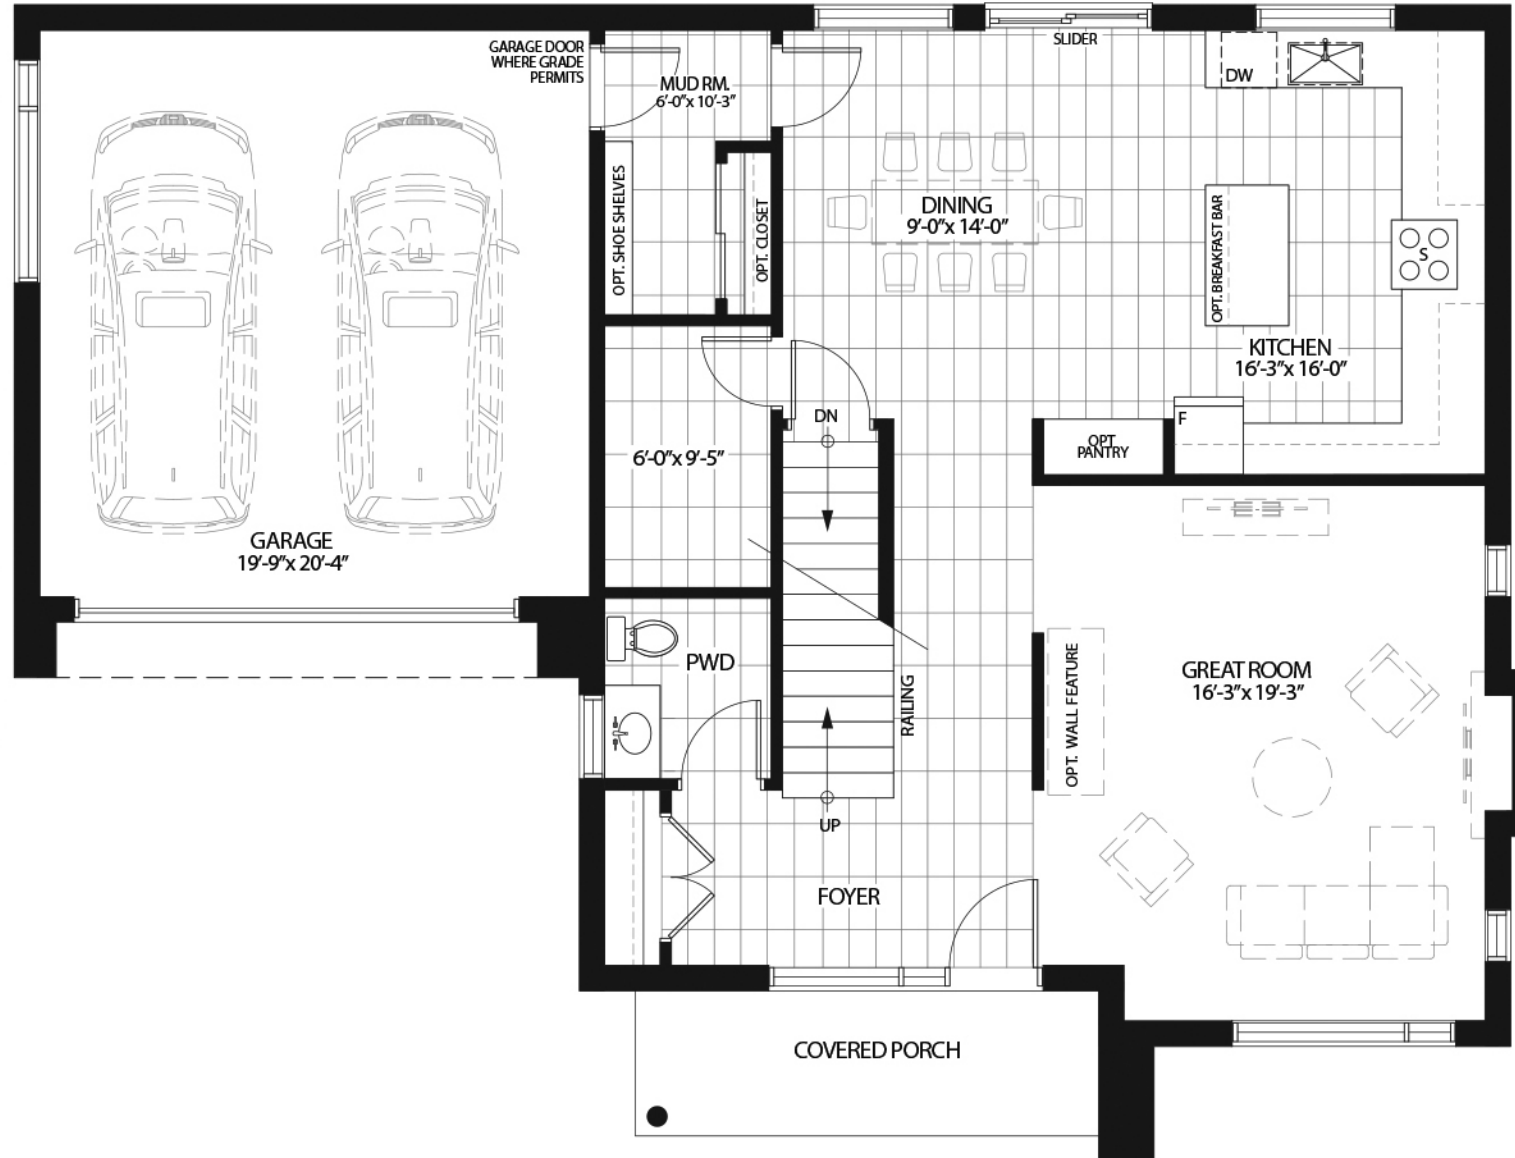 GARAGE DOOR
WHERE GRADE
PERMITS
MUD RM.
6'-0"x 10'-3"
SLIDER
DW
OPT. SHOE SHELVES
OPT. CLOSET
DINING
9'-0"x 14'-0"
OPT. BREAKFAST BAR
S
KITCHEN
16'-3"x 16'-0"
DN
F
OPT
PANTRY
6'-0"x 9'-5"
GARAGE
19'-9"x 20'-4"
PWD
RAILING
OPT. WALL FEATURE
GREAT ROOM
16'-3"x 19'-3"
UP
FOYER
COVERED PORCH